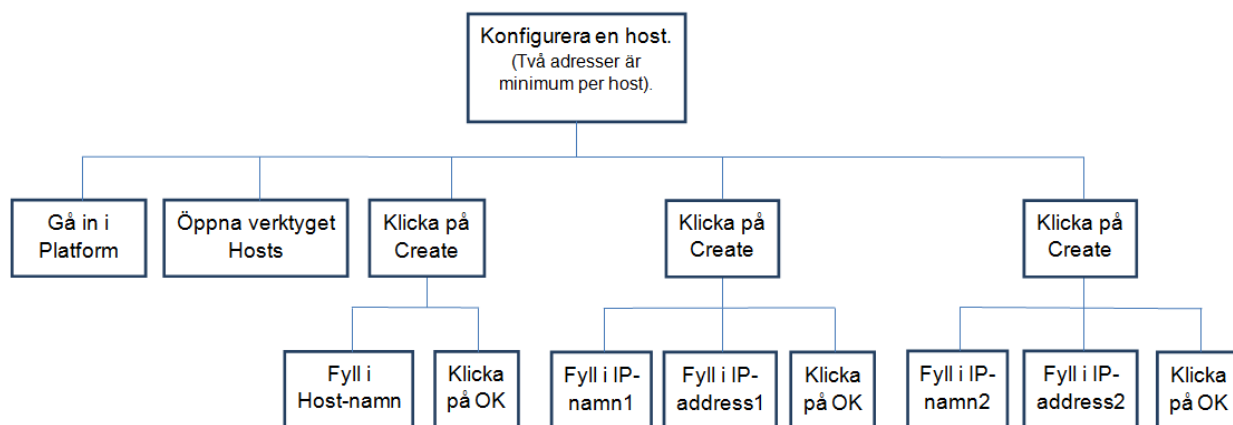 Konfigurera en host.
(Två adresser är
minimum per host).
Gå in i
Platform
Öppna verktyget
Hosts
Klicka på
Create
Klicka på
Create
Klicka på
Create
Fyll i
Host-namn
Klicka
på OK
Fyll i IP-
namn1
Fyll i IP-
address1
Klicka
på OK
Fyll i IP-
namn2
Fyll i IP-
address2
Klicka
på OK